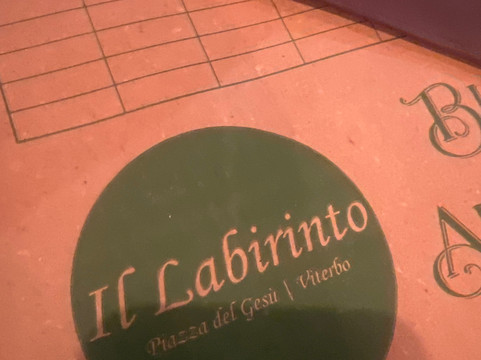 Il Labirinto
Piazza del Gesù | Viterbo